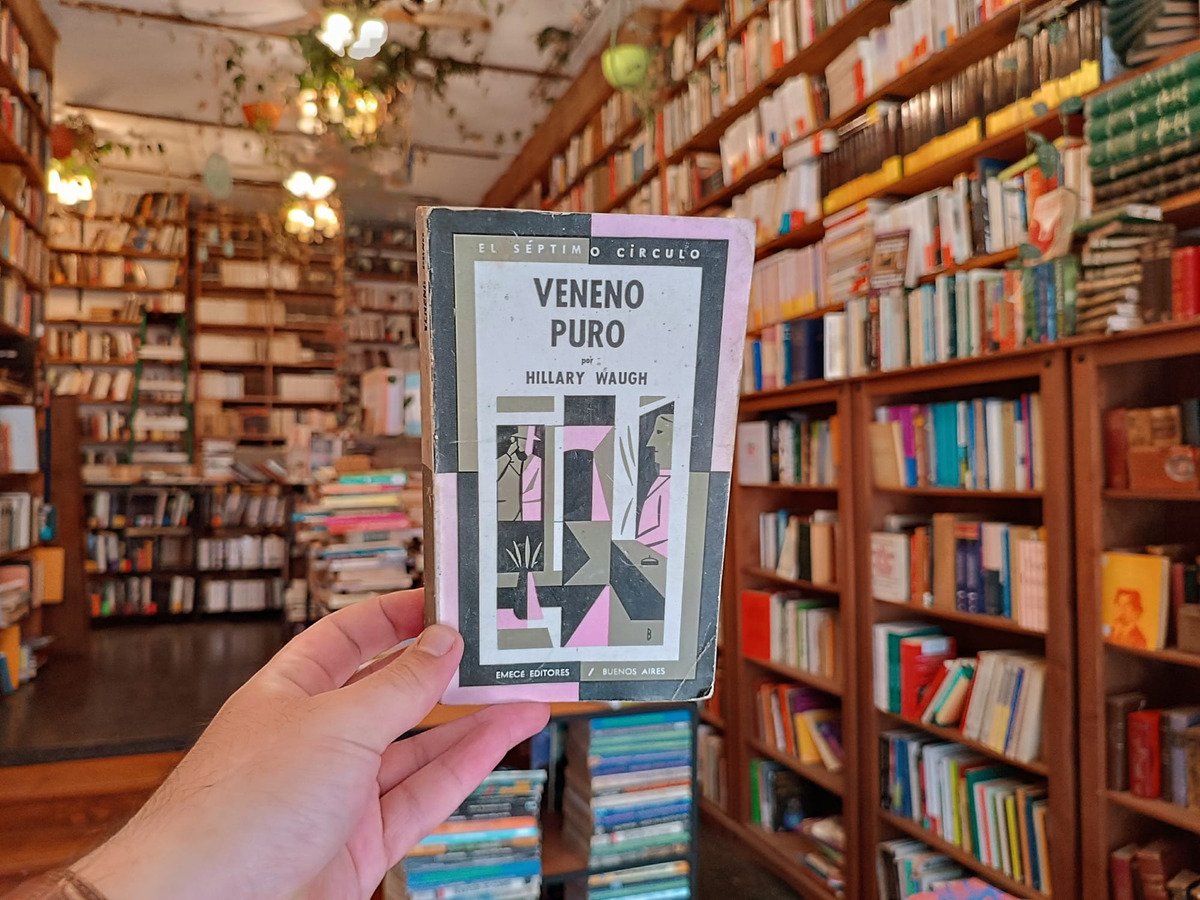 EL SÉPTIMO CÍRCULO
VENENO
PURO
por
HILLARY WAUGH
B
EMECE EDITORES / BUENOS AIRES